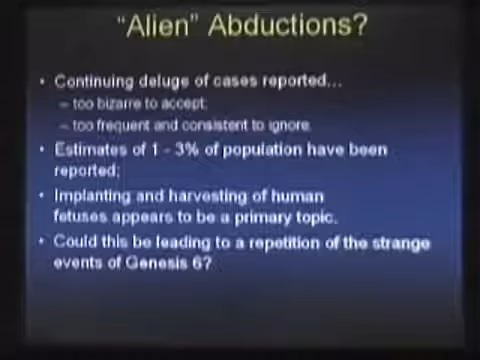 "Alien" Abductions?
• Continuing deluge of cases reported...
– too bizarre to accept;
– too frequent and consistent to ignore.
• Estimates of 1 - 3% of population have been
reported;
• Implanting and harvesting of human
fetuses appears to be a primary topic.
• Could this be leading to a repetition of the strange
events of Genesis 6?